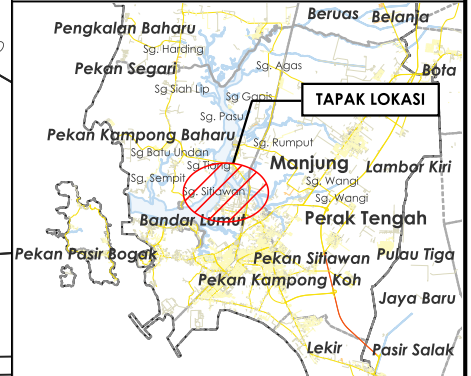 Beruas Belanja
Pengkalan Baharu
Sg. Harding
Pekan Segari
Sg. Agas
Bota
Sg Siah Lip
Sg Gapis
TAPAK LOKASI
Sg. Pasu
Pekan Kampong Baharu
Sg. Rumput
Sg Batu Undan
Sg Tiang
Manjung
Lambor Kiri
Sg. Sempit
Sg. Wangi
Sg. Sitiawan
Sg. Wangi
Bandar Lumut
Perak Tengah
Pekan Pasir Bogak
Pekan Sitiawan
Pulau Tiga
Pekan Kampong Koh
Jaya Baru
Lekir
Pasir Salak